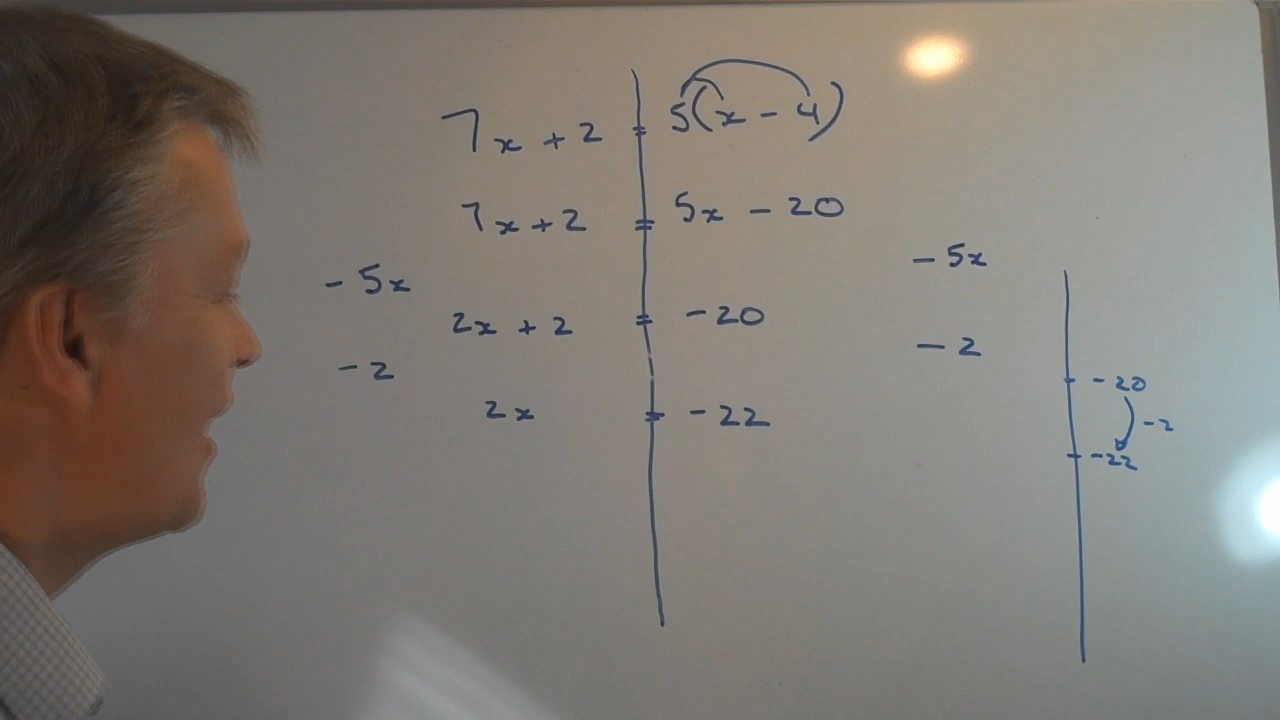 7x + 2 = 5(x - 4)
7x + 2 = 5x - 20
- 5x - 5x
2x + 2 = -20
- 2 - 2
2x = -22
-20
-2
-22